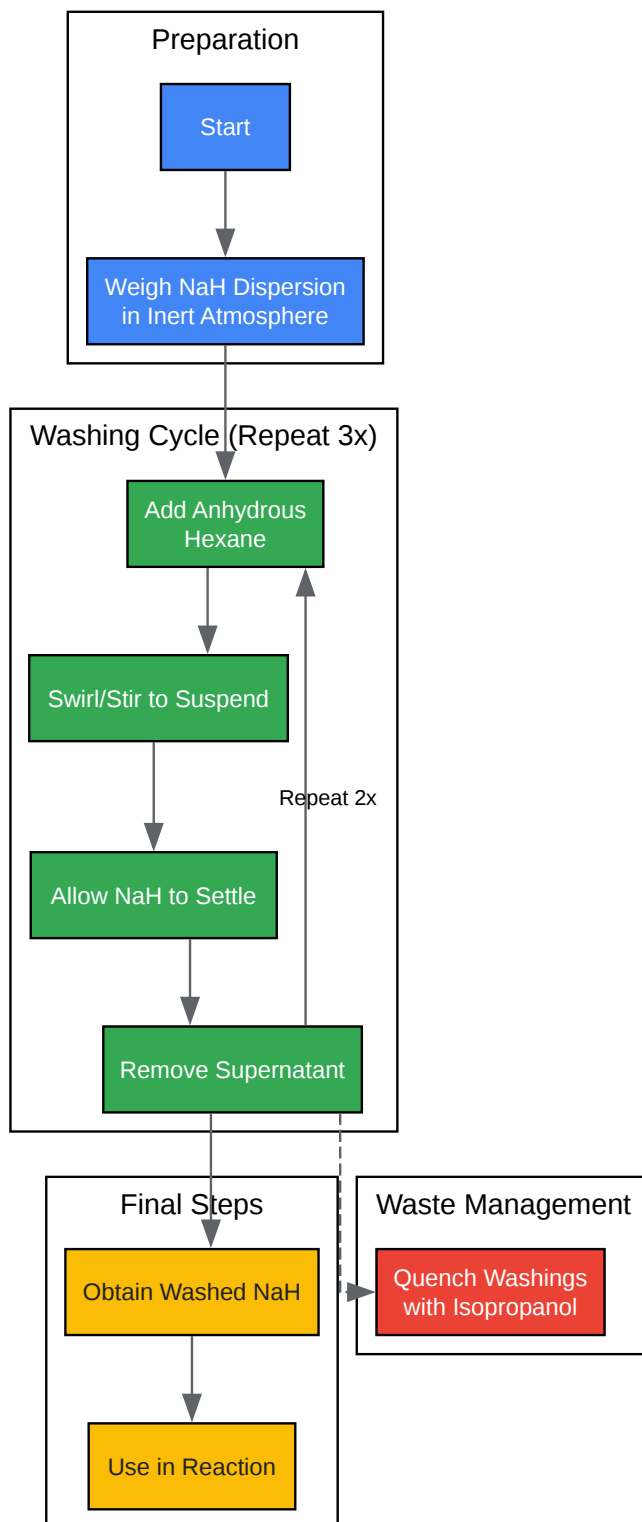 Preparation
Start
Weigh NaH Dispersion
in Inert Atmosphere
Washing Cycle (Repeat 3x)
Add Anhydrous
Hexane
Swirl/Stir to Suspend
Repeat 2x
Allow NaH to Settle
Remove Supernatant
Final Steps
Waste Management
Obtain Washed NaH
Quench Washings
with Isopropanol
Use in Reaction